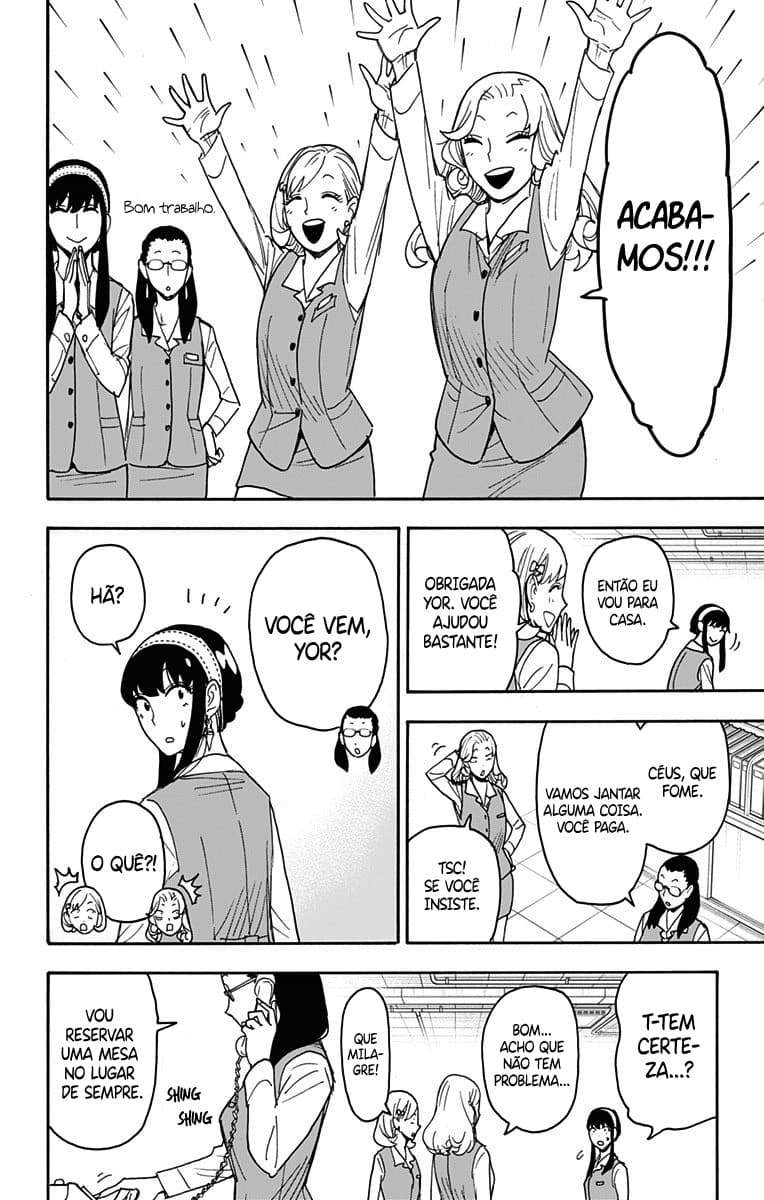 ACABA-
MOS!!!
Bom trabalho.
ENTÃO EU
VOU PARA
CASA.
OBRIGADA
YOR. VOCÊ
AJUDOU
BASTANTE!
CÉUS, QUE
FOME.
VAMOS JANTAR
ALGUMA COISA.
VOCÊ PAGA.
TSC!
SE VOCÊ
INSISTE.
VOCÊ VEM,
YOR?
HÃ?
O QUÊ?!
T-TEM
CERTE-
ZA...?
BOM...
ACHO QUE
NÃO TEM
PROBLEMA...
QUE
MILA-
GRE!
VOU
RESERVAR
UMA MESA
NO LUGAR
DE SEMPRE.
SHING
SHING